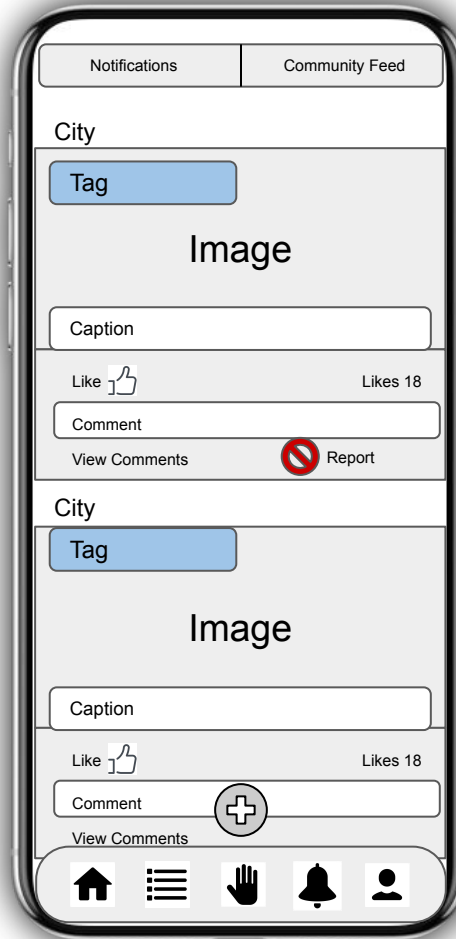 Notifications Community Feed
City
Tag
Image
Caption
Like Likes 18
Comment
View Comments Report
City
Tag
Image
Caption
Like Likes 18
Comment
View Comments